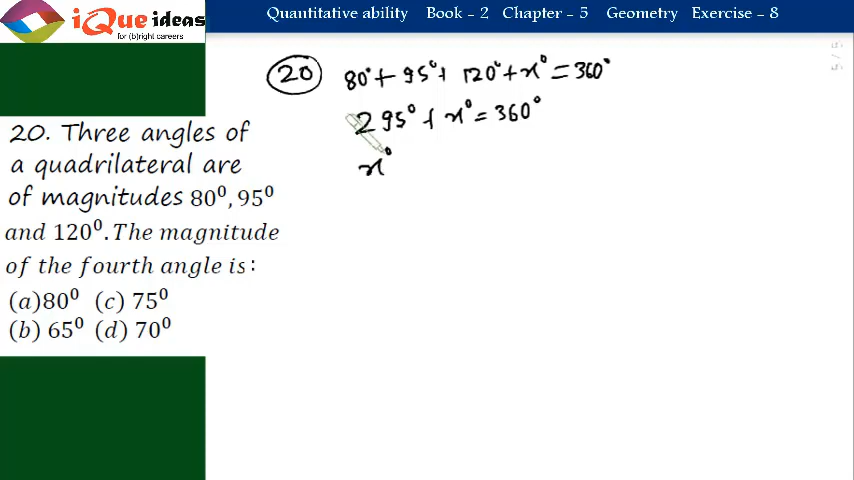 iQue ideas
for (b)right careers
Quantitative ability Book - 2 Chapter - 5 Geometry Exercise - 8
5/5
20 80° + 95° + 120° + x° = 360°
295° + x° = 360°
x°
20. Three angles of
a quadrilateral are
of magnitudes 80⁰, 95⁰
and 120⁰. The magnitude
of the fourth angle is:
(a)80⁰ (c) 75⁰
(b) 65⁰ (d) 70⁰